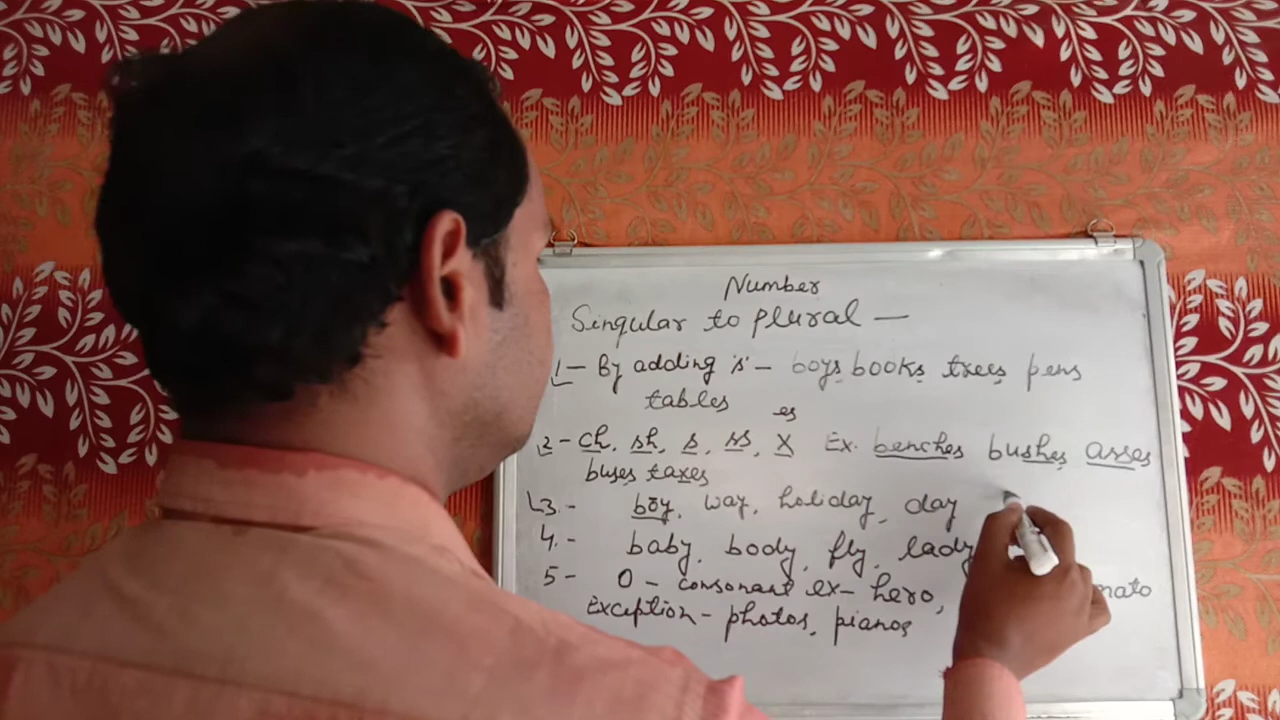 Number
Singular to plural —
1 — By adding 's' — boys books trees pens
tables
es
2 - ch, sh, s, ss, x Ex. benches bushes asses
buses taxes
3. - boy, way, holiday, day
4. - baby, body, fly, lady
5 - O - consonant ex - hero,
Exception - photos, pianos